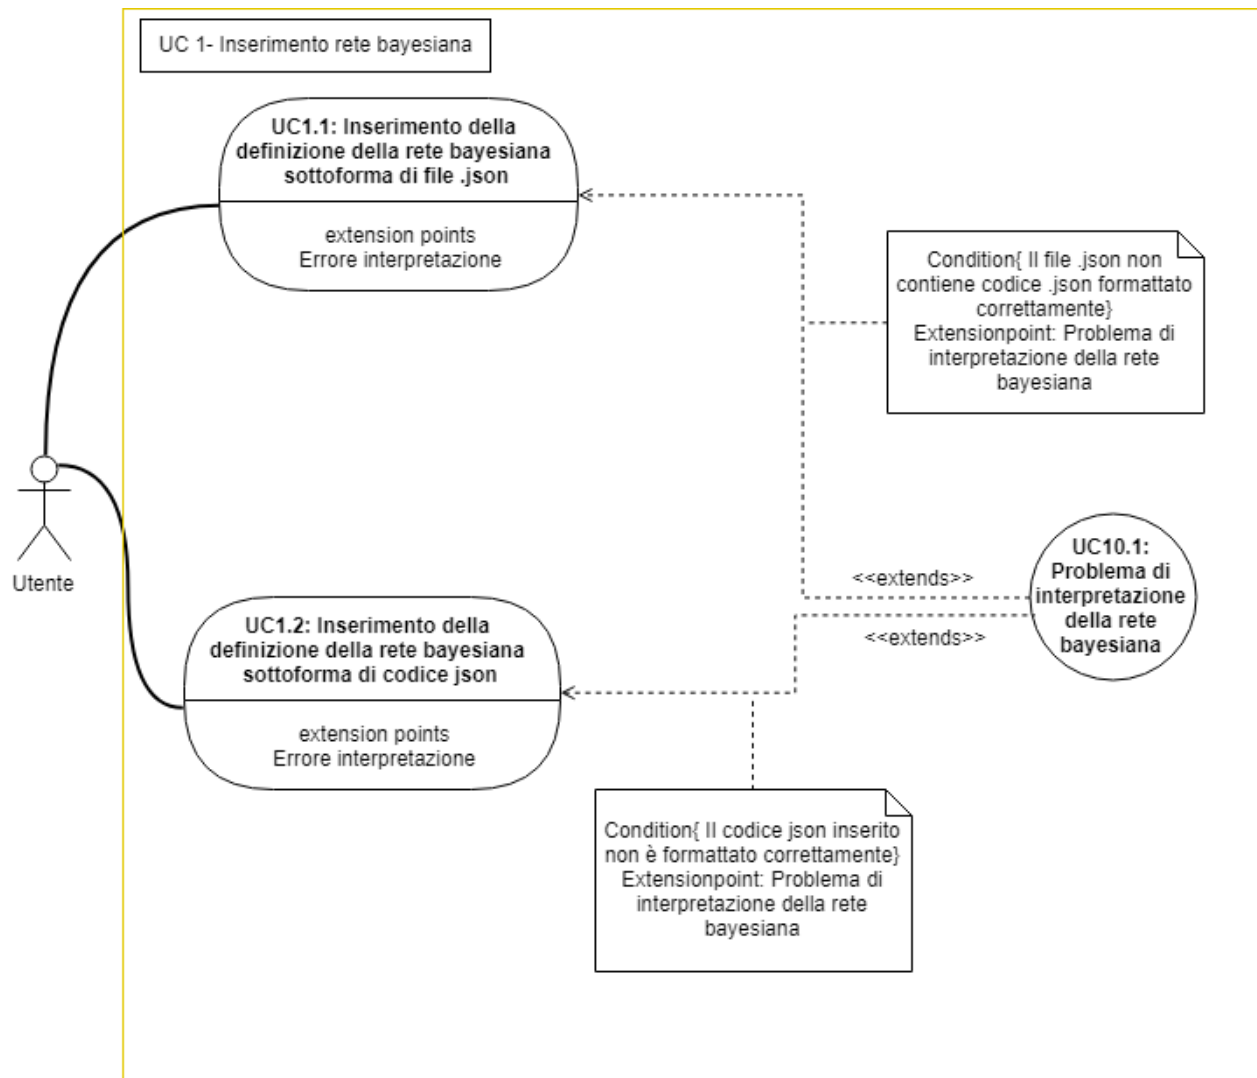 UC 1- Inserimento rete bayesiana
UC1.1: Inserimento della
definizione della rete bayesiana
sottoforma di file .json
extension points
Errore interpretazione
Condition{ Il file .json non
contiene codice .json formattato
correttamente}
Extensionpoint: Problema di
interpretazione della rete
bayesiana
Utente
<<extends>>
<<extends>>
UC10.1:
Problema di
interpretazione
della rete
bayesiana
UC1.2: Inserimento della
definizione della rete bayesiana
sottoforma di codice json
extension points
Errore interpretazione
Condition{ Il codice json inserito
non è formattato correttamente}
Extensionpoint: Problema di
interpretazione della rete
bayesiana